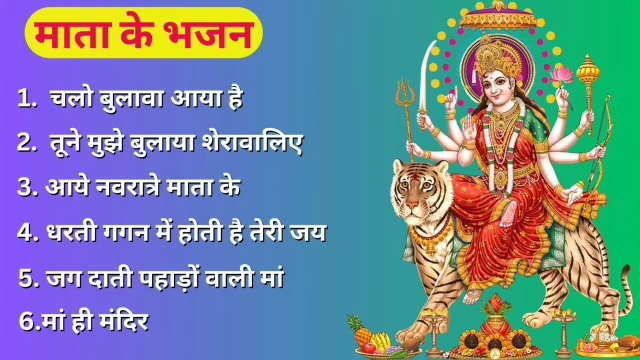 माता के भजन
1. चलो बुलावा आया है
2. तूने मुझे बुलाया शेरावालिए
3. आये नवरात्रे माता के
4. धरती गगन में होती है तेरी जय
5. जग दाती पहाड़ों वाली मां
6.मां ही मंदिर